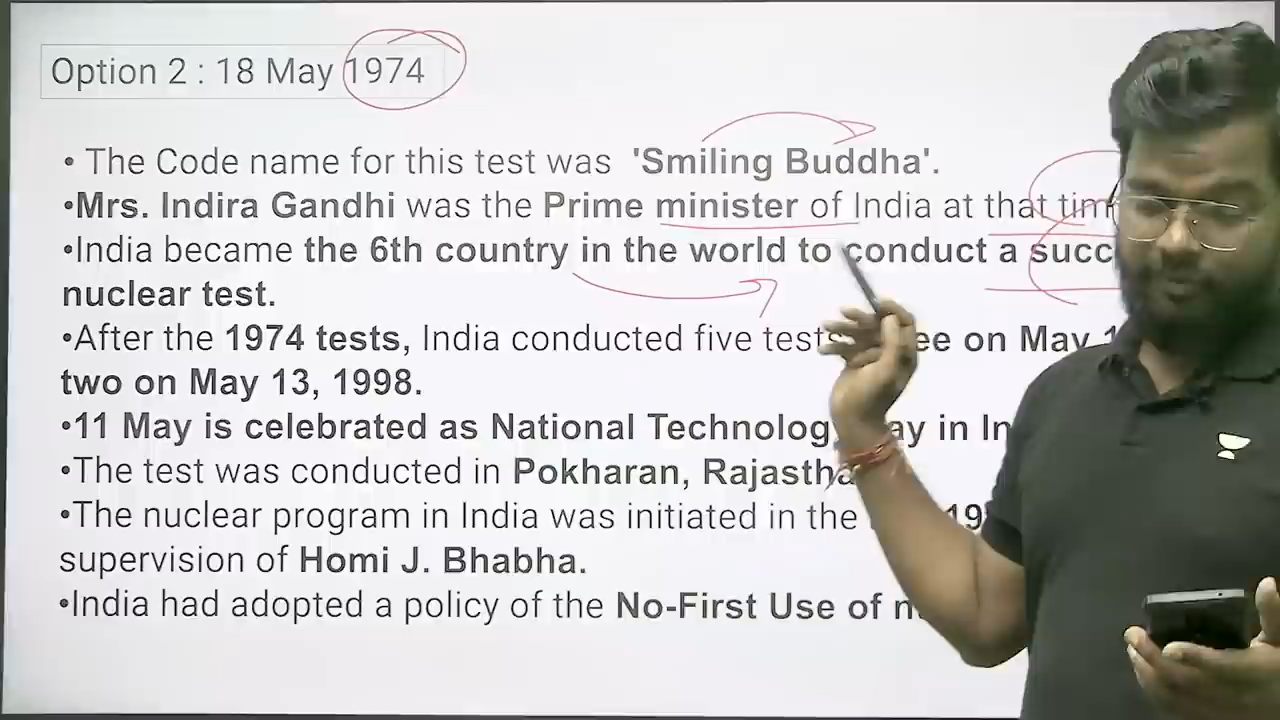 Option 2 : 18 May 1974
• The Code name for this test was 'Smiling Buddha'.
•Mrs. Indira Gandhi was the Prime minister of India at that
•India became the 6th country in the world to conduct a
nuclear test.
•After the 1974 tests, India conducted five tests on May
two on May 13, 1998.
•11 May is celebrated as National in
•The test was conducted in Pokharan,
•The nuclear program in India was initiated in the
supervision of Homi J. Bhabha.
•India had adopted a policy of the No-First Use of